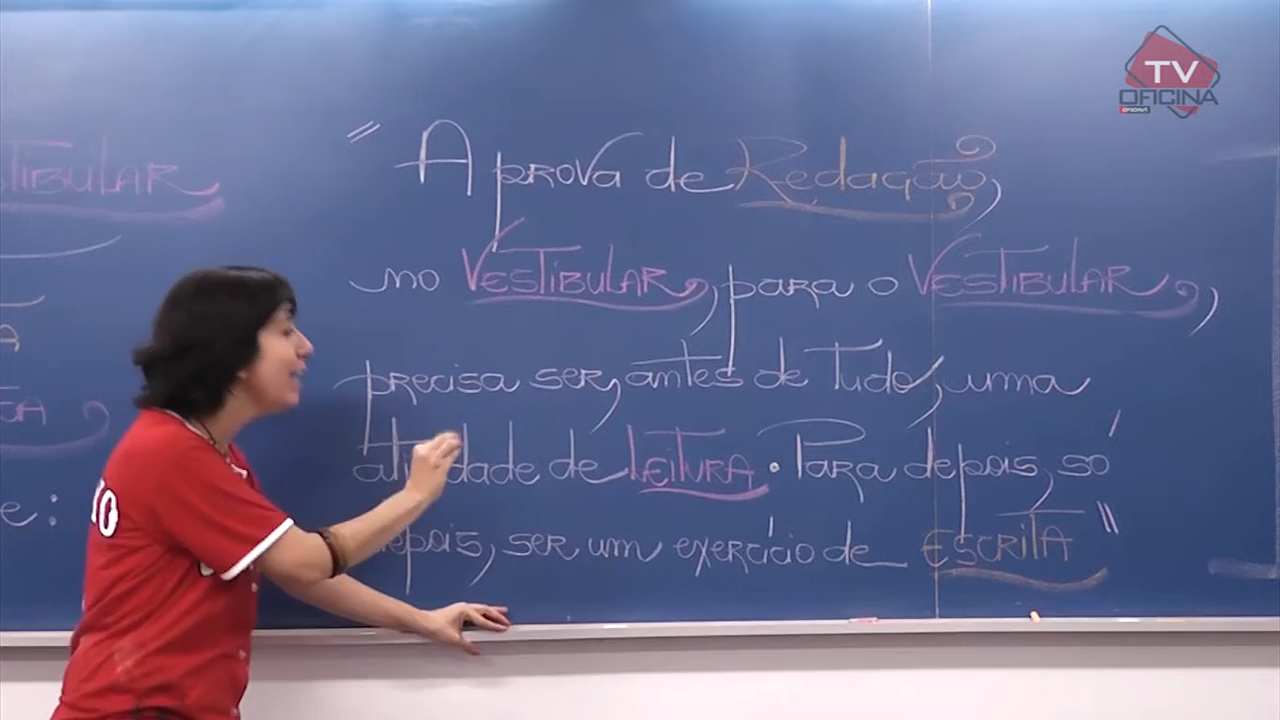 "A prova de Redação,
no VESTIBULAR, para o VESTIBULAR,
precisa ser, antes de Tudo, uma
atividade de LEITURA. Para depois, só
depois, ser um exercício de ESCRITA"
TV
OFICINA